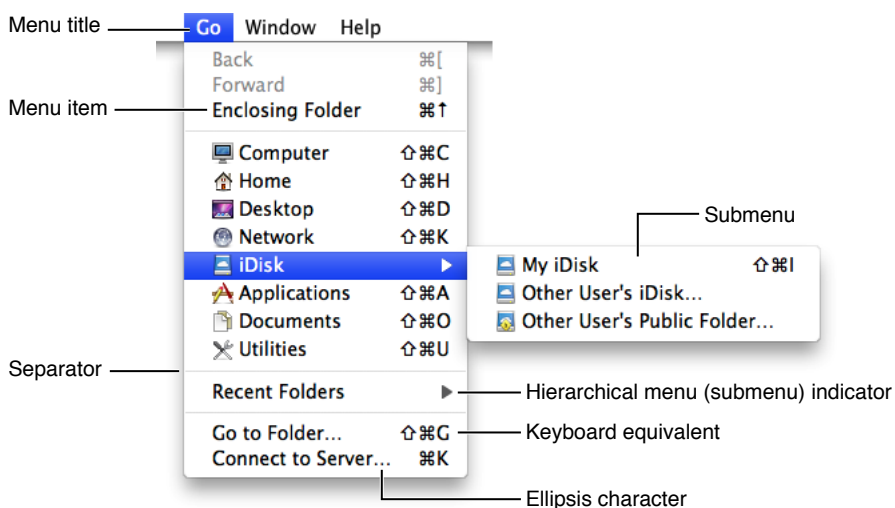 Menu title
Go Window Help
Back ⌘[
Forward ⌘]
Menu item
Enclosing Folder ⌘↑
Computer ⇧⌘C
Home ⇧⌘H
Desktop ⇧⌘D
Network ⇧⌘K
iDisk
Applications ⇧⌘A
Documents ⇧⌘O
Utilities ⇧⌘U
Submenu
My iDisk ⇧⌘I
Other User's iDisk...
Other User's Public Folder...
Separator
Recent Folders
Hierarchical menu (submenu) indicator
Go to Folder... ⇧⌘G
Keyboard equivalent
Connect to Server... ⌘K
Ellipsis character